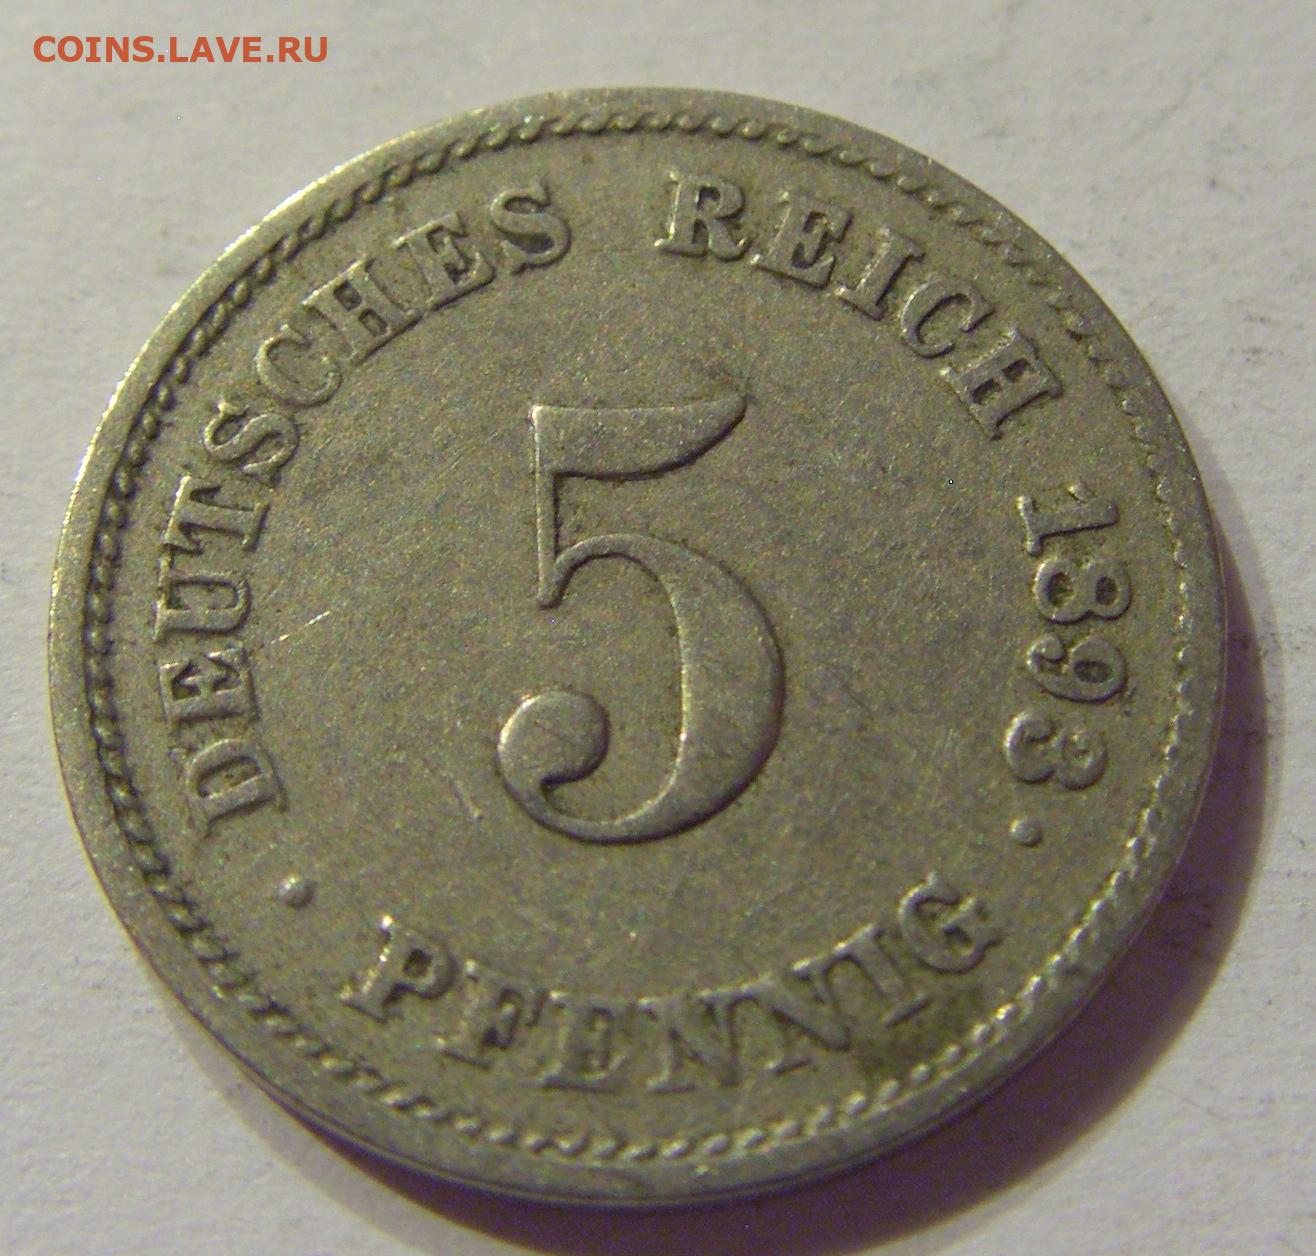 COINS.LAVE.RU
DEUTSCHES REICH 1893
5
PFENNIG